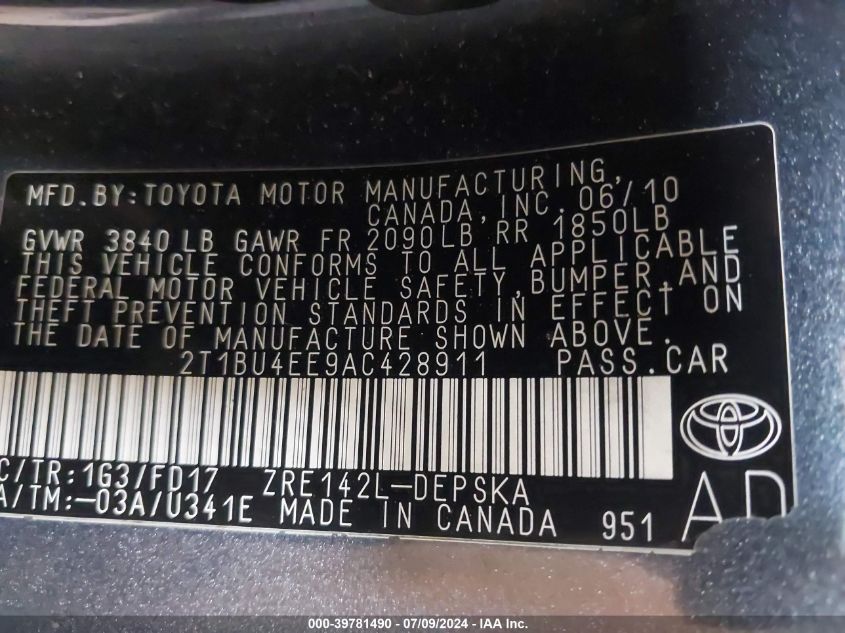 MFD.BY:TOYOTA MOTOR MANUFACTURING,
CANADA,INC. 06/10
GVWR 3840LB GAWR FR 2090LB RR 1850LB
THIS VEHICLE CONFORMS TO ALL APPLICABLE
FEDERAL MOTOR VEHICLE SAFETY,BUMPER,AND
THEFT PREVENTION STANDARDS IN EFFECT ON
THE DATE OF MANUFACTURE SHOWN ABOVE.
2T1BU4EE9AC428911 PASS.CAR
C/TR:1G3/FD17 ZRE142L-DEPSKA
A/TM:-03A/U341E MADE IN CANADA 951 AD
000-39781490 - 07/09/2024 - IAA Inc.